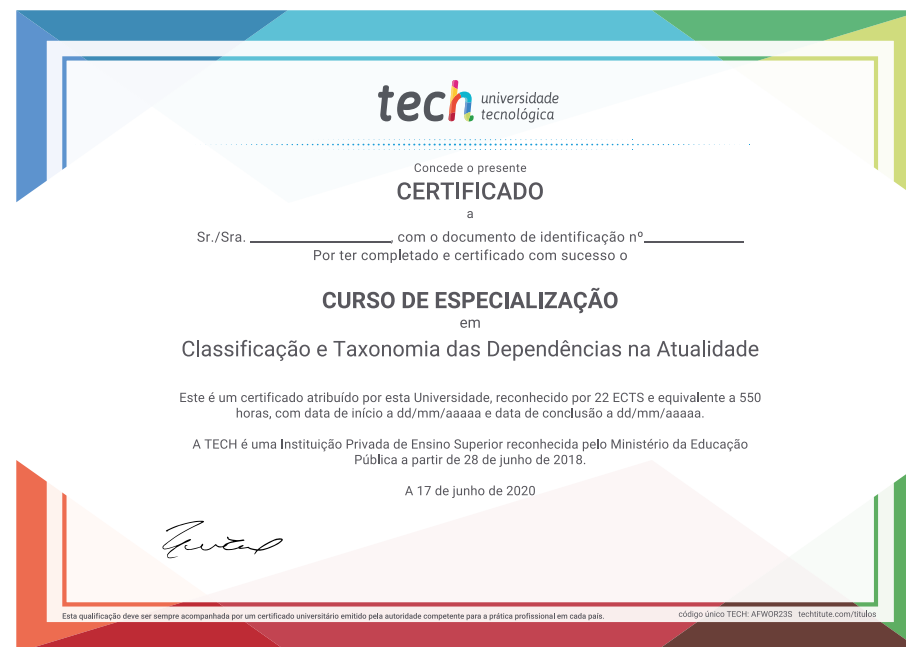 tech universidade
tecnológica
Concede o presente
CERTIFICADO
a
Sr./Sra. ________________, com o documento de identificação nº____________
Por ter completado e certificado com sucesso o
CURSO DE ESPECIALIZAÇÃO
em
Classificação e Taxonomia das Dependências na Atualidade
Este é um certificado atribuído por esta Universidade, reconhecido por 22 ECTS e equivalente a 550
horas, com data de início a dd/mm/aaaaa e data de conclusão a dd/mm/aaaaa.
A TECH é uma Instituição Privada de Ensino Superior reconhecida pelo Ministério da Educação
Pública a partir de 28 de junho de 2018.
A 17 de junho de 2020
Esta qualificação deve ser sempre acompanhada por um certificado universitário emitido pela autoridade competente para a prática profissional em cada país.
código único TECH: AFWOR23S techtitute.com/titulos